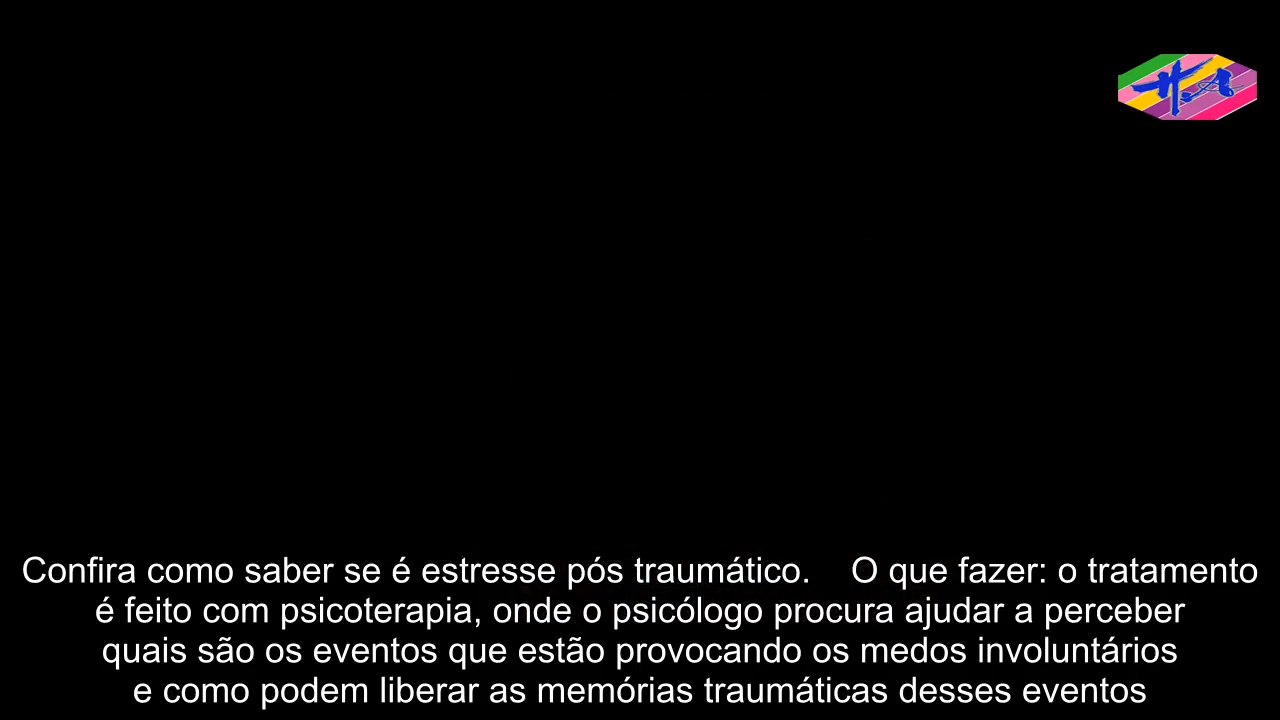 Confira como saber se é estresse pós traumático.    O que fazer: o tratamento
é feito com psicoterapia, onde o psicólogo procura ajudar a perceber
quais são os eventos que estão provocando os medos involuntários
e como podem liberar as memórias traumáticas desses eventos